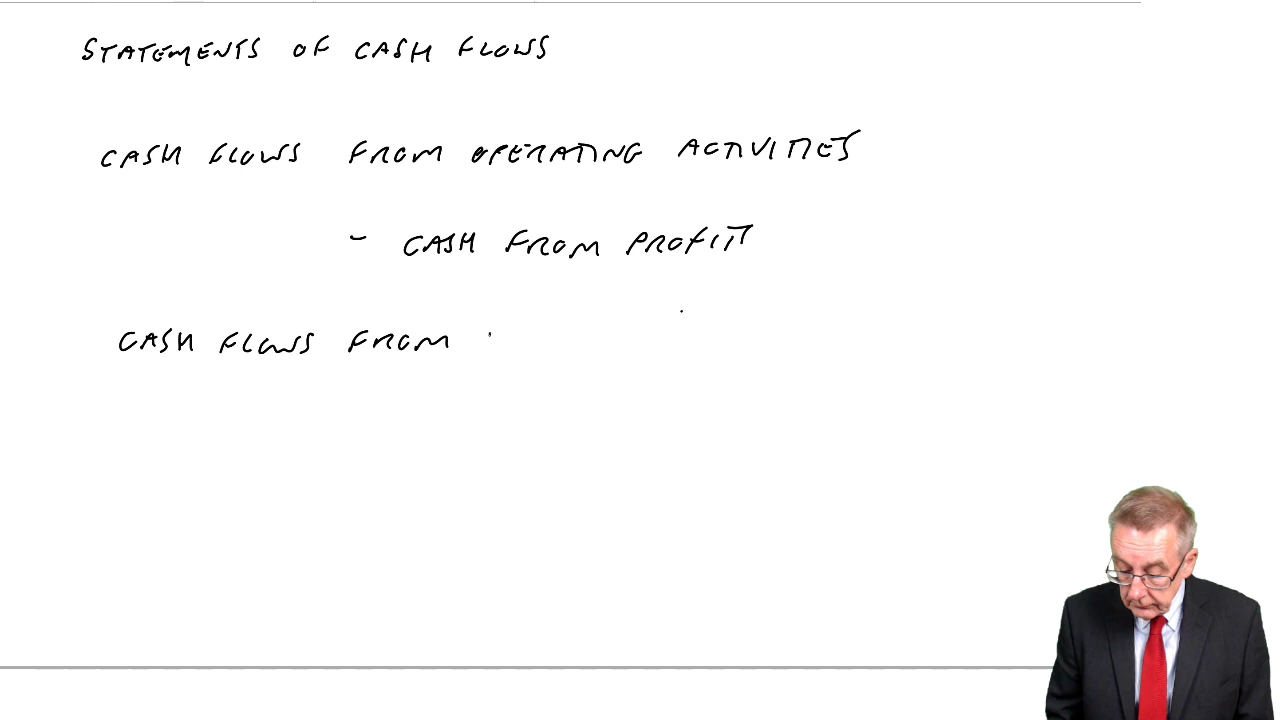 STATEMENTS OF CASH FLOWS
CASH FLOWS FROM OPERATING ACTIVITIES
- CASH FROM PROFIT
CASH FLOWS FROM